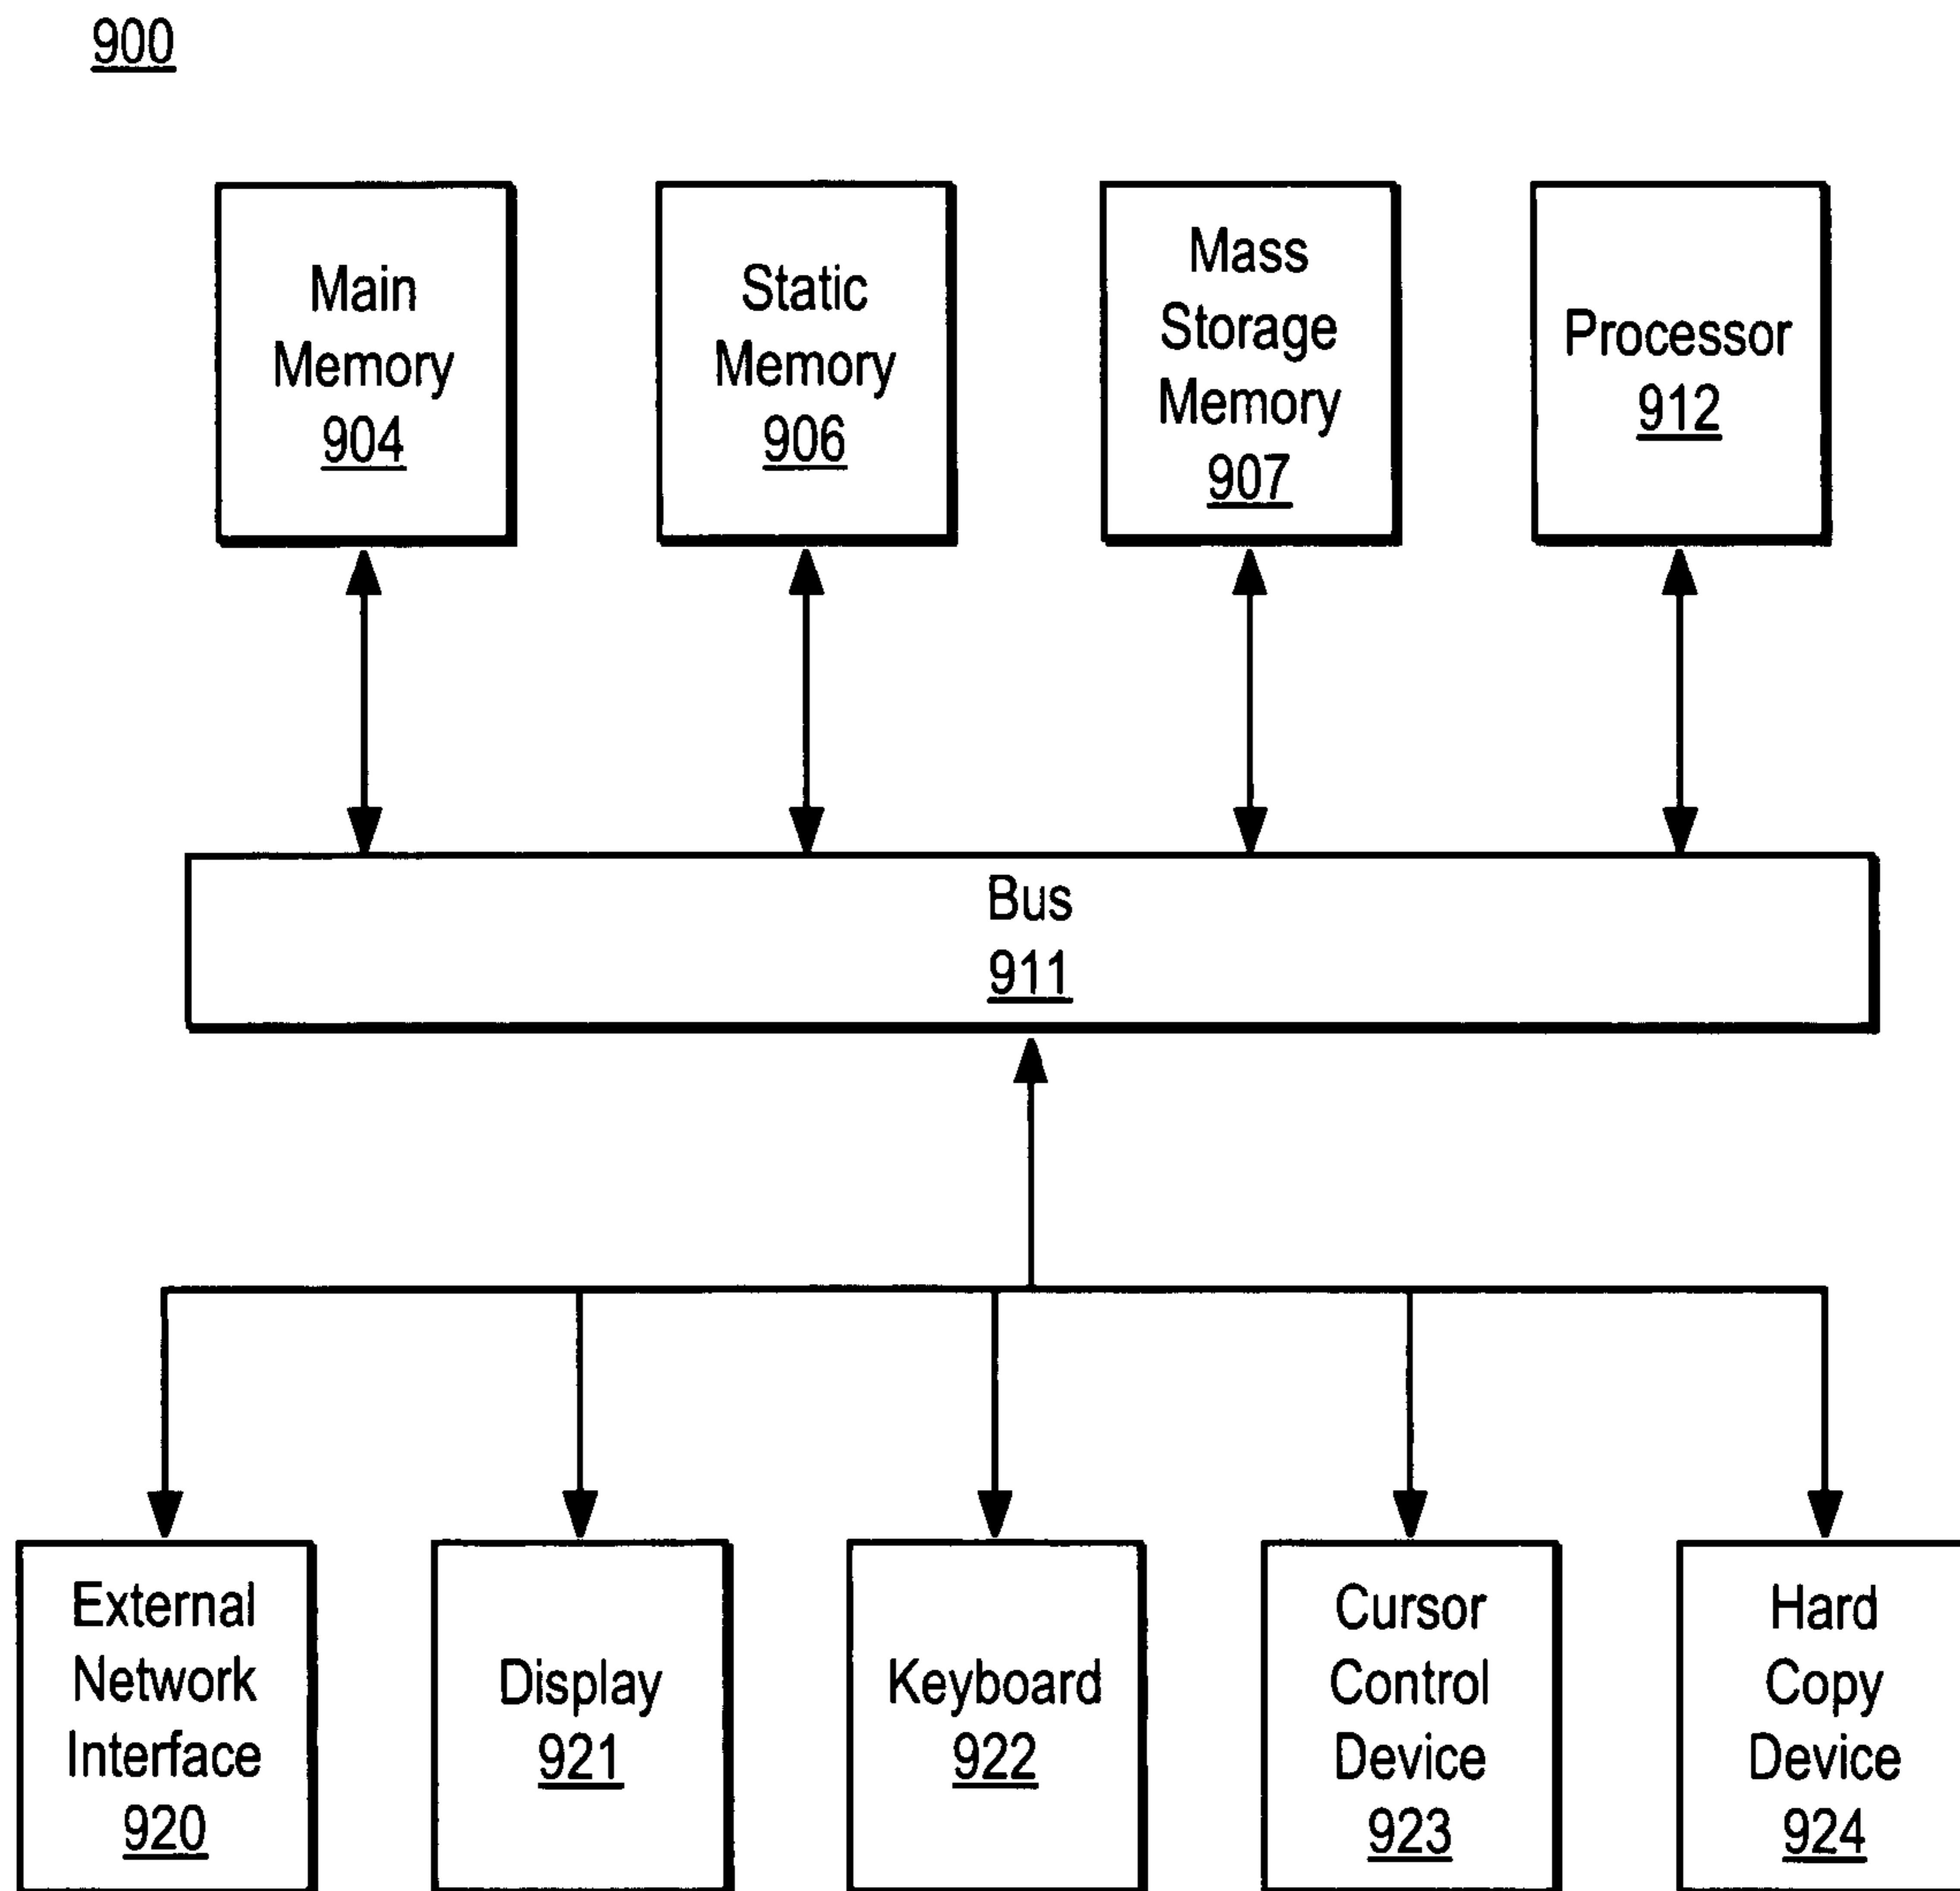 900
Main
Memory
904
Static
Memory
906
Mass
Storage
Memory
907
Processor
912
Bus
911
External
Network
Interface
920
Display
921
Keyboard
922
Cursor
Control
Device
923
Hard
Copy
Device
924